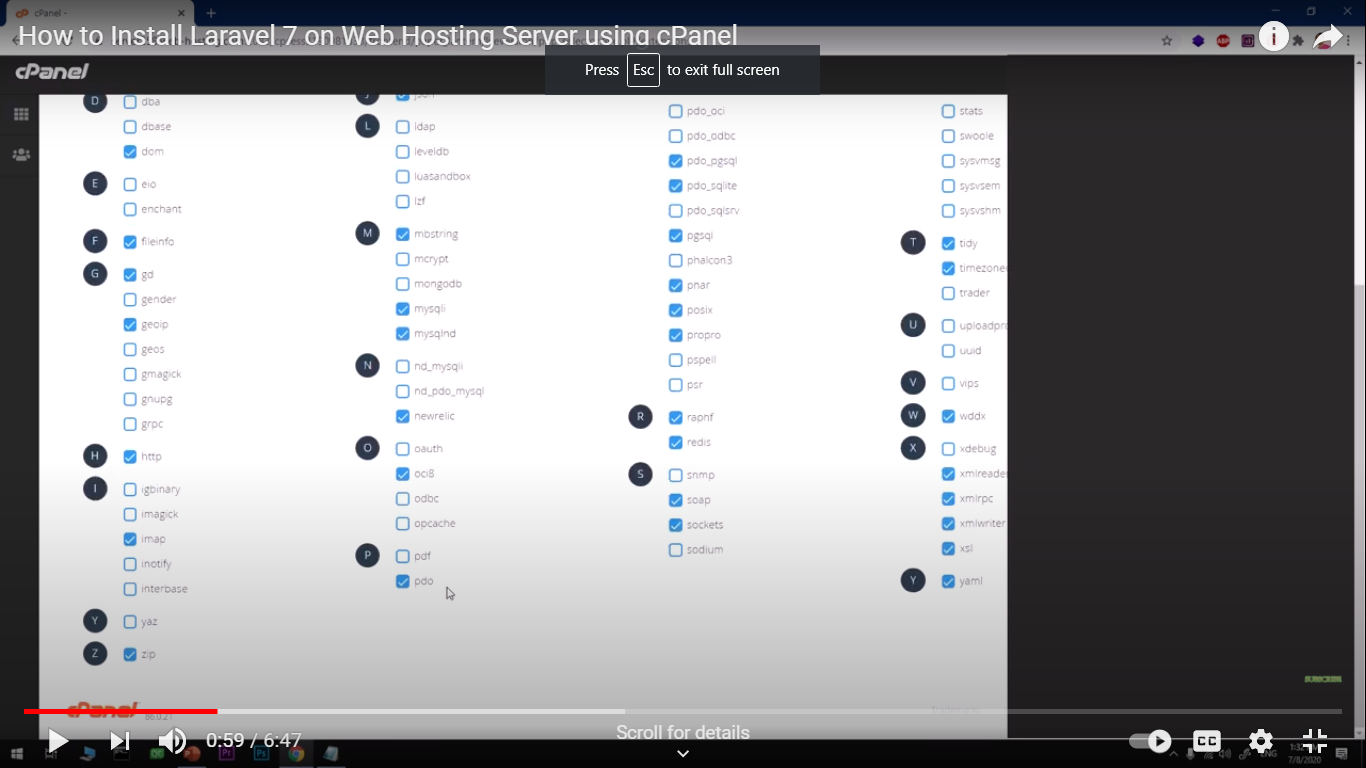 cPanel -
How to Install Laravel 7 on Web Hosting Server using cPanel
Press Esc to exit full screen
cPanel
D
dba
dbase
dom
E
eio
enchant
F
fileinfo
G
gd
gender
geoip
geos
gmagick
gnupg
grpc
H
http
I
igbinary
imagick
imap
inotify
interbase
Y
yaz
Z
zip
J
json
L
ldap
leveldb
luasandbox
lzf
M
mbstring
mcrypt
mongodb
mysqli
mysqlnd
N
nd_mysqli
nd_pdo_mysql
newrelic
O
oauth
oci8
odbc
opcache
P
pdf
pdo
pdo_oci
pdo_odbc
pdo_pgsql
pdo_sqlite
pdo_sqlsrv
pgsql
phalcon3
phar
posix
propro
pspell
psr
R
raphf
redis
S
snmp
soap
sockets
sodium
stats
swoole
sysvmsg
sysvsem
sysvshm
T
tidy
timezone
trader
U
uploadpr
uuid
V
vips
W
wddx
X
xdebug
xmlreade
xmlrpc
xmlwriter
xsl
Y
yaml
SUBSCRIBE
cPanel 86.0.21
0:59 / 6:47
Scroll for details
CC
ENG
7/8/2020